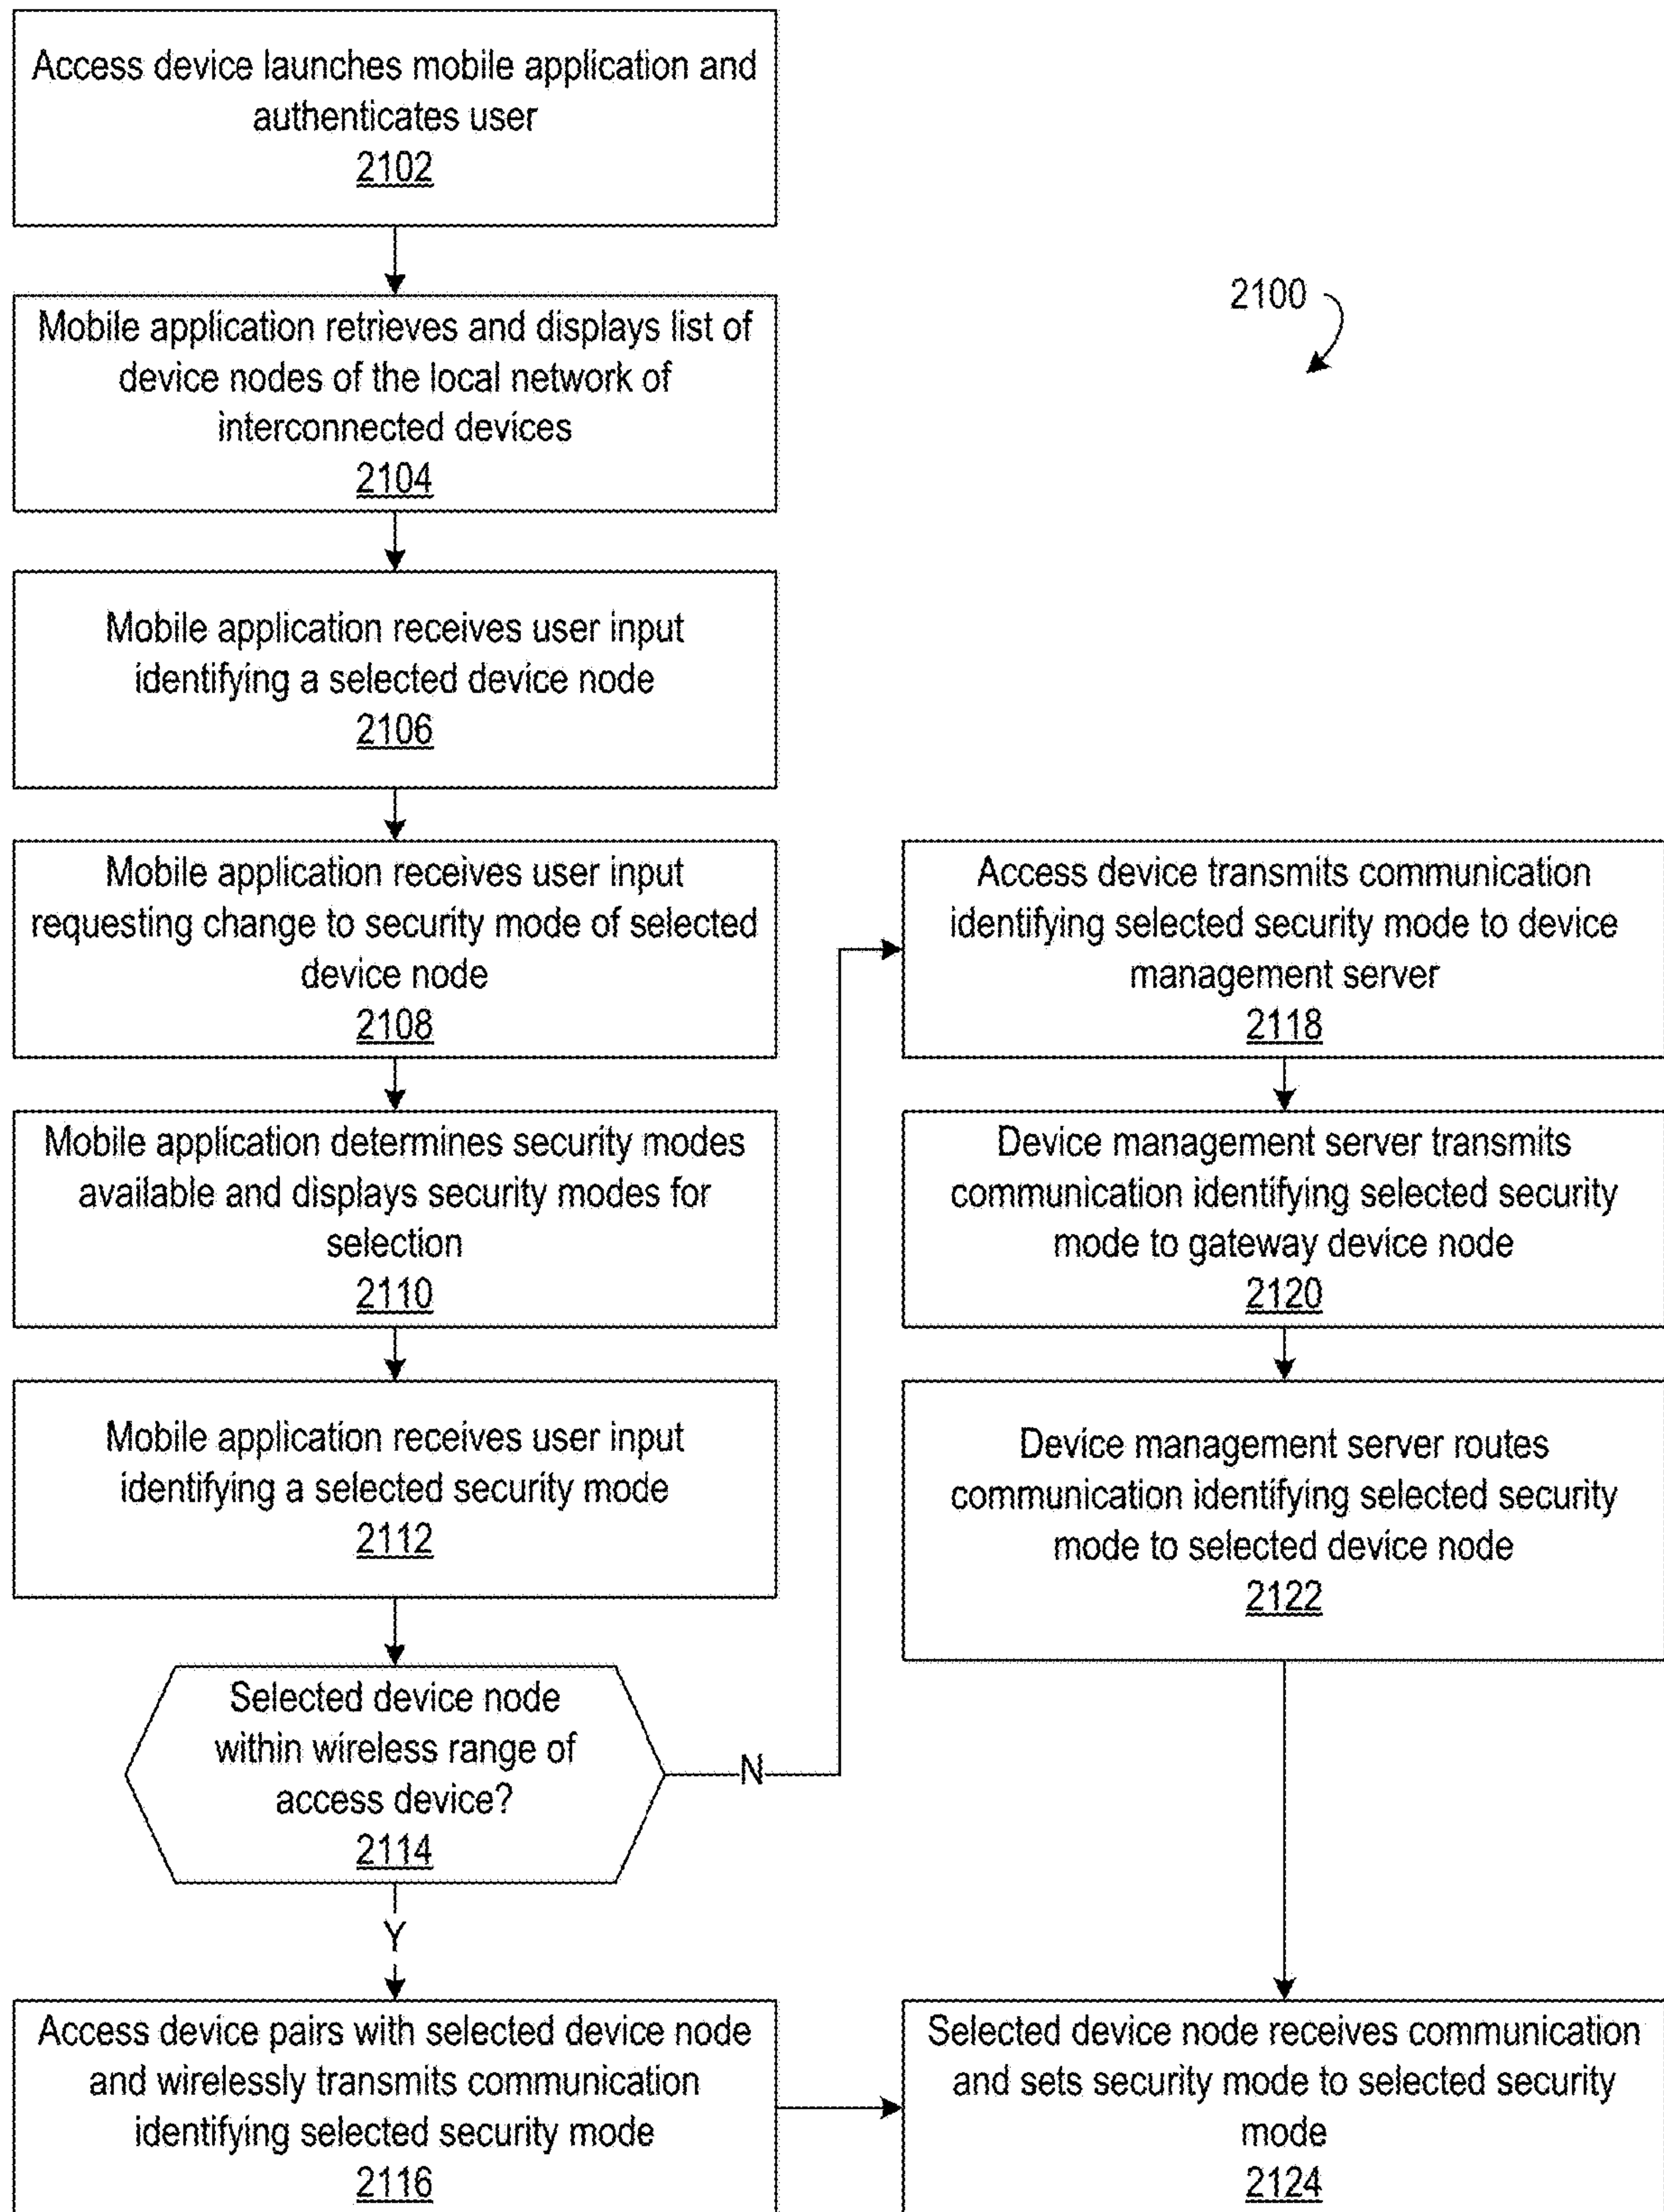 Access device launches mobile application and
authenticates user
2102
Mobile application retrieves and displays list of
device nodes of the local network of
interconnected devices
2104
2100
Mobile application receives user input
identifying a selected device node
2106
Mobile application receives user input
requesting change to security mode of selected
device node
2108
Mobile application determines security modes
available and displays security modes for
selection
2110
Mobile application receives user input
identifying a selected security mode
2112
Selected device node
within wireless range of
access device?
2114
N
Y
Access device pairs with selected device node
and wirelessly transmits communication
identifying selected security mode
2116
Access device transmits communication
identifying selected security mode to device
management server
2118
Device management server transmits
communication identifying selected security
mode to gateway device node
2120
Device management server routes
communication identifying selected security
mode to selected device node
2122
Selected device node receives communication
and sets security mode to selected security
mode
2124